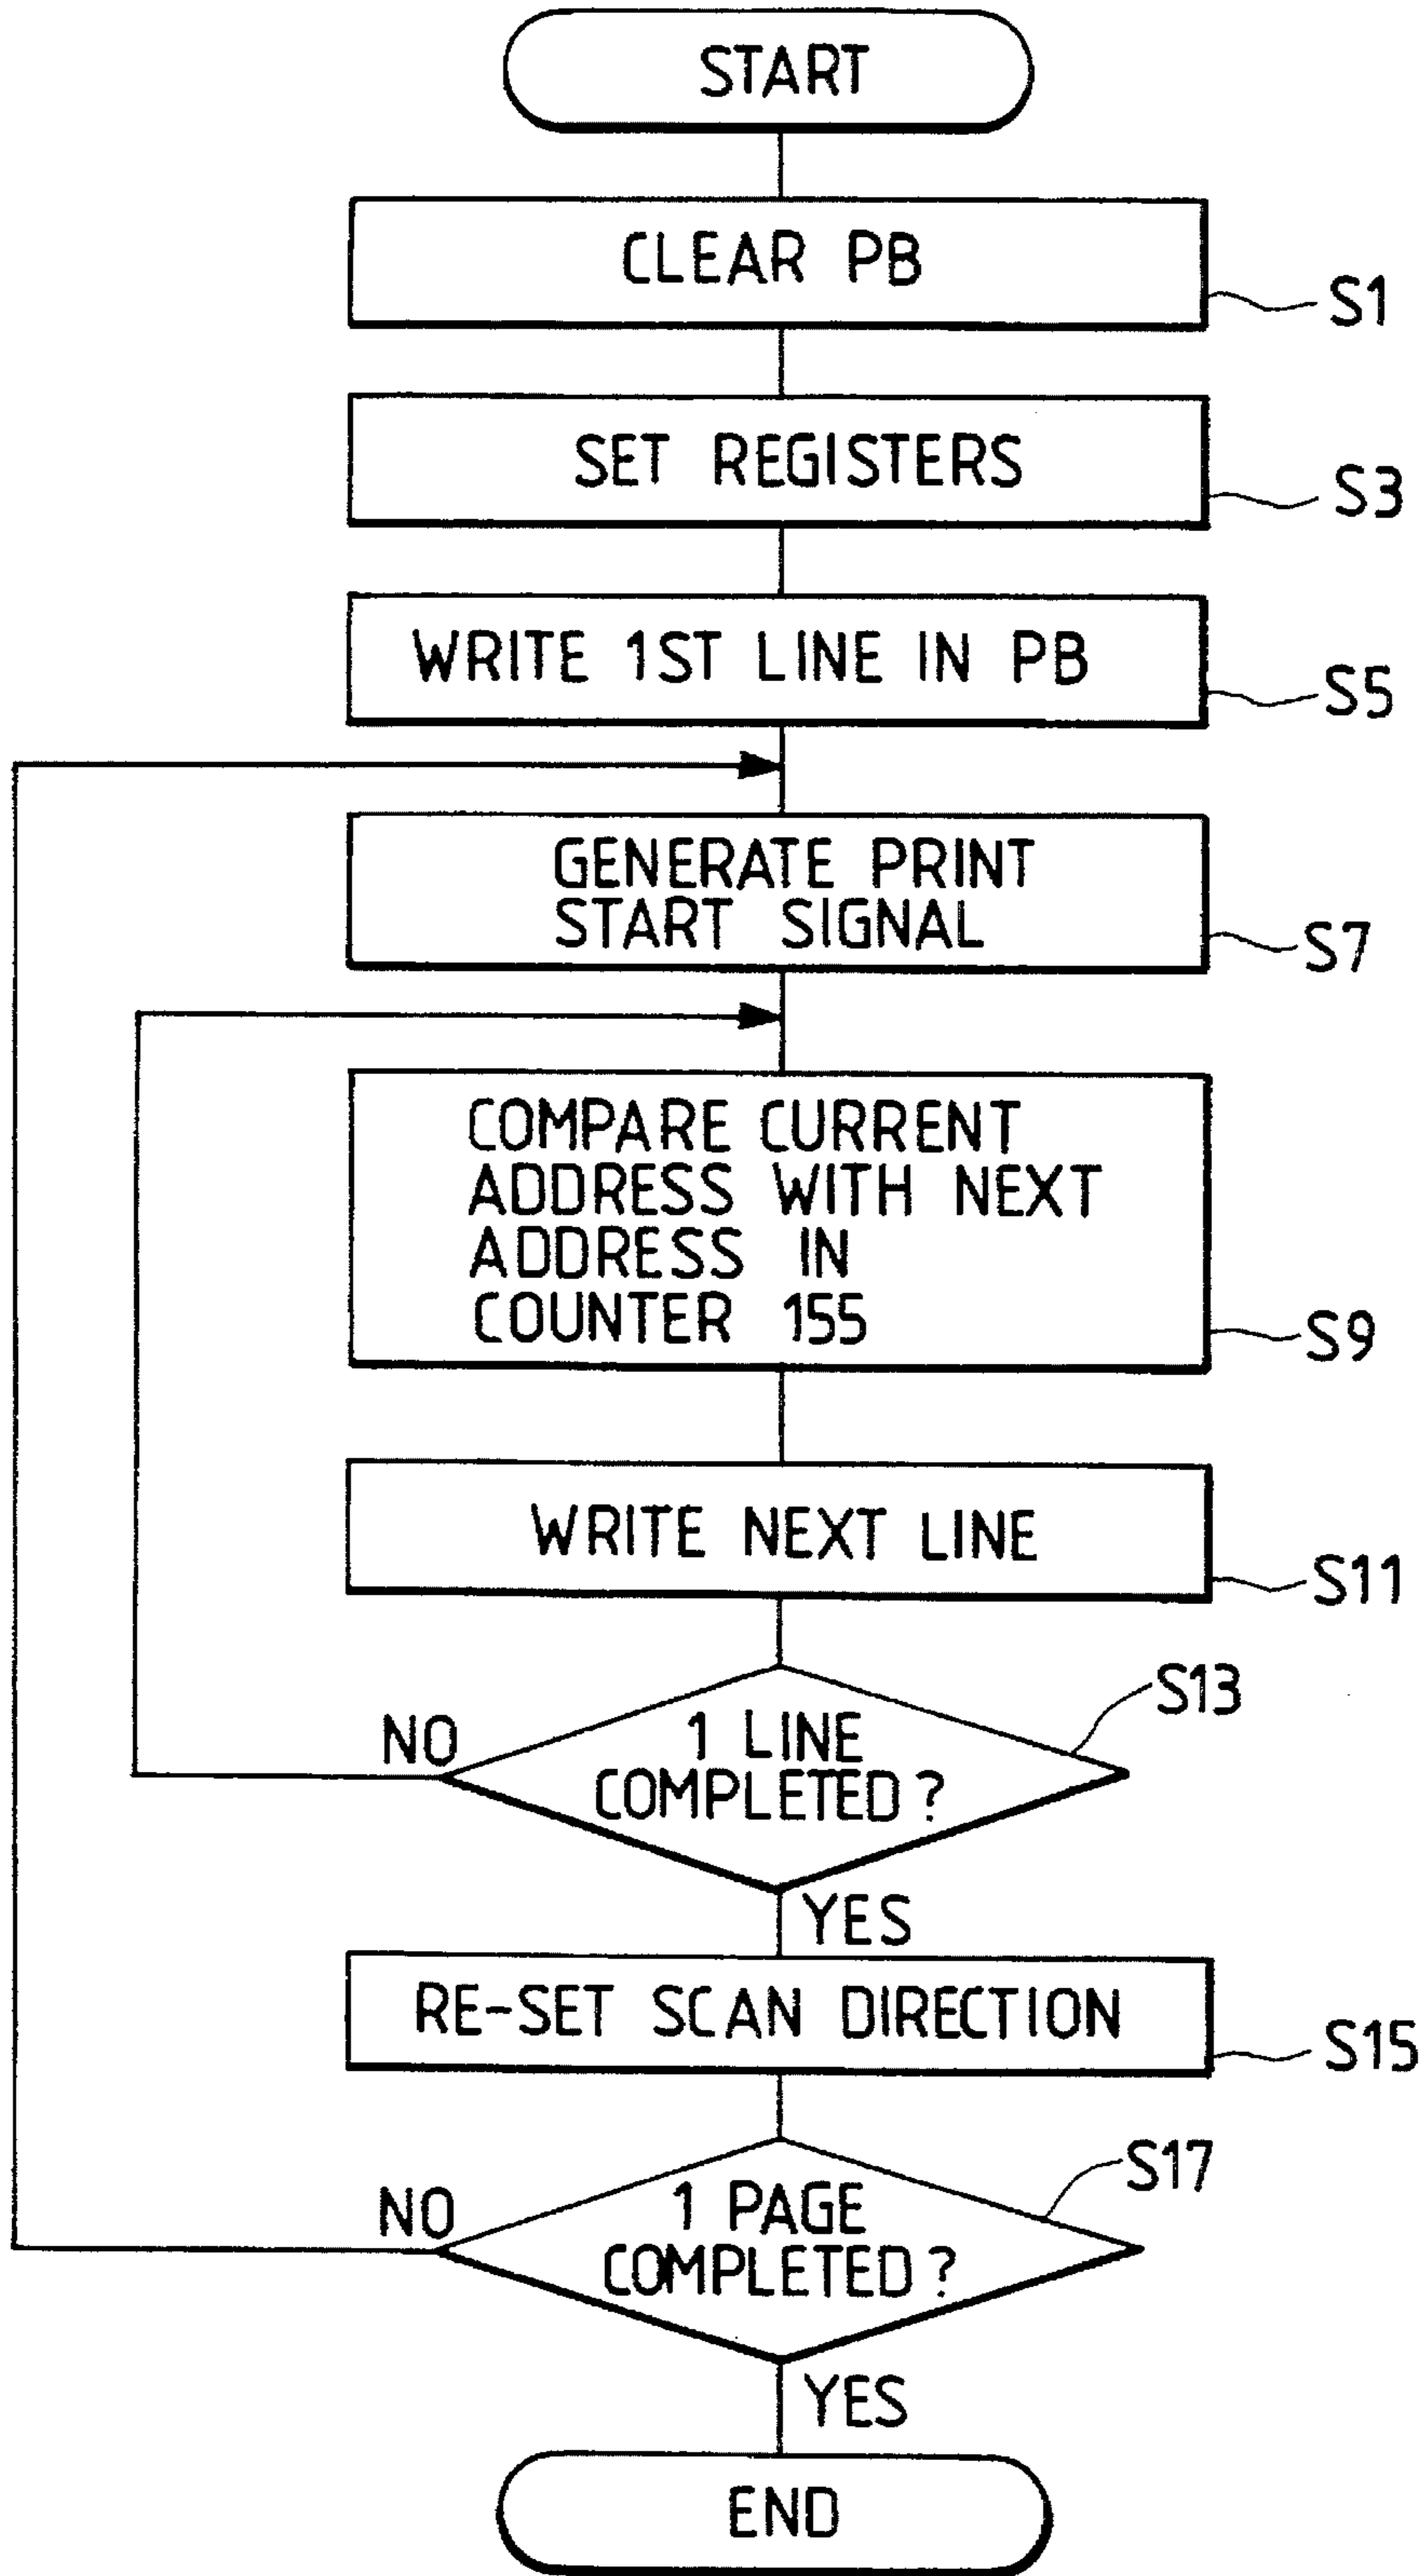 START
CLEAR PB
S1
SET REGISTERS
S3
WRITE 1ST LINE IN PB
S5
GENERATE PRINT
START SIGNAL
S7
COMPARE CURRENT
ADDRESS WITH NEXT
ADDRESS IN
COUNTER 155
S9
WRITE NEXT LINE
S11
S13
NO
1 LINE
COMPLETED?
YES
RE-SET SCAN DIRECTION
S15
S17
NO
1 PAGE
COMPLETED?
YES
END